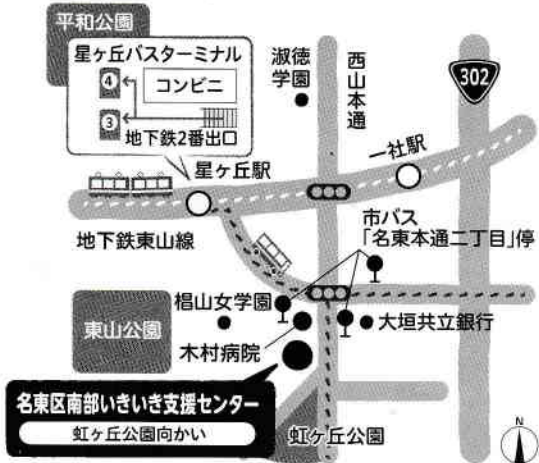 平和公園
星ヶ丘バスターミナル
④
コンビニ
③
地下鉄2番出口
淑徳
学園
西山本通
302
星ヶ丘駅
一社駅
地下鉄東山線
市バス
「名東本通二丁目」停
椙山女学園
大垣共立銀行
東山公園
木村病院
名東区南部いきいき支援センター
虹ヶ丘公園向かい
虹ヶ丘公園
N